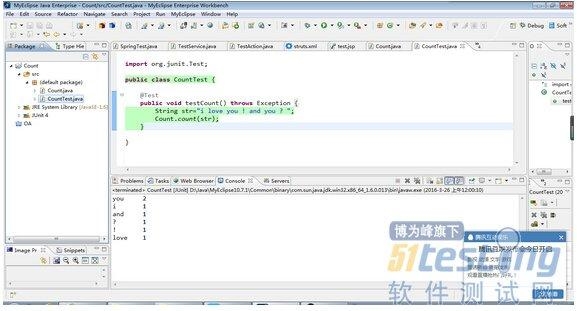 MyEclipse Java Enterprise - Count/src/CountTest.java - MyEclipse Enterprise Workbench
File Edit Source Refactor Navigate Search Project Run MyEclipse Window Help
Debug Soft
Package Type Hie
SpringTest.java TestService.java TestAction.java struts.xml test.jsp Count.java CountTest.java
Count
src
(default package)
Count.java
CountTest.java
JRE System Library [JavaSE-1.6]
JUnit 4
OA
import org.junit.Test;
public class CountTest {
@Test
public void testCount() throws Exception {
String str="i love you ! and you ? ";
Count.count(str);
}
}
import s
CountTe
test
Problems Tasks Web Browser Console Servers
<terminated> CountTest [JUnit] D:\Java\MyEclipse10.7.1\Common\binary\com.sun.java.jdk.win32.x86_64_1.6.0.013\bin\javaw.exe (2016-3-26 上12:00:10)
you 2
i 1
and 1
? 1
! 1
love 1
CountTest
Image Pr Snippets
博为峰旗下
51testing
软件测试网